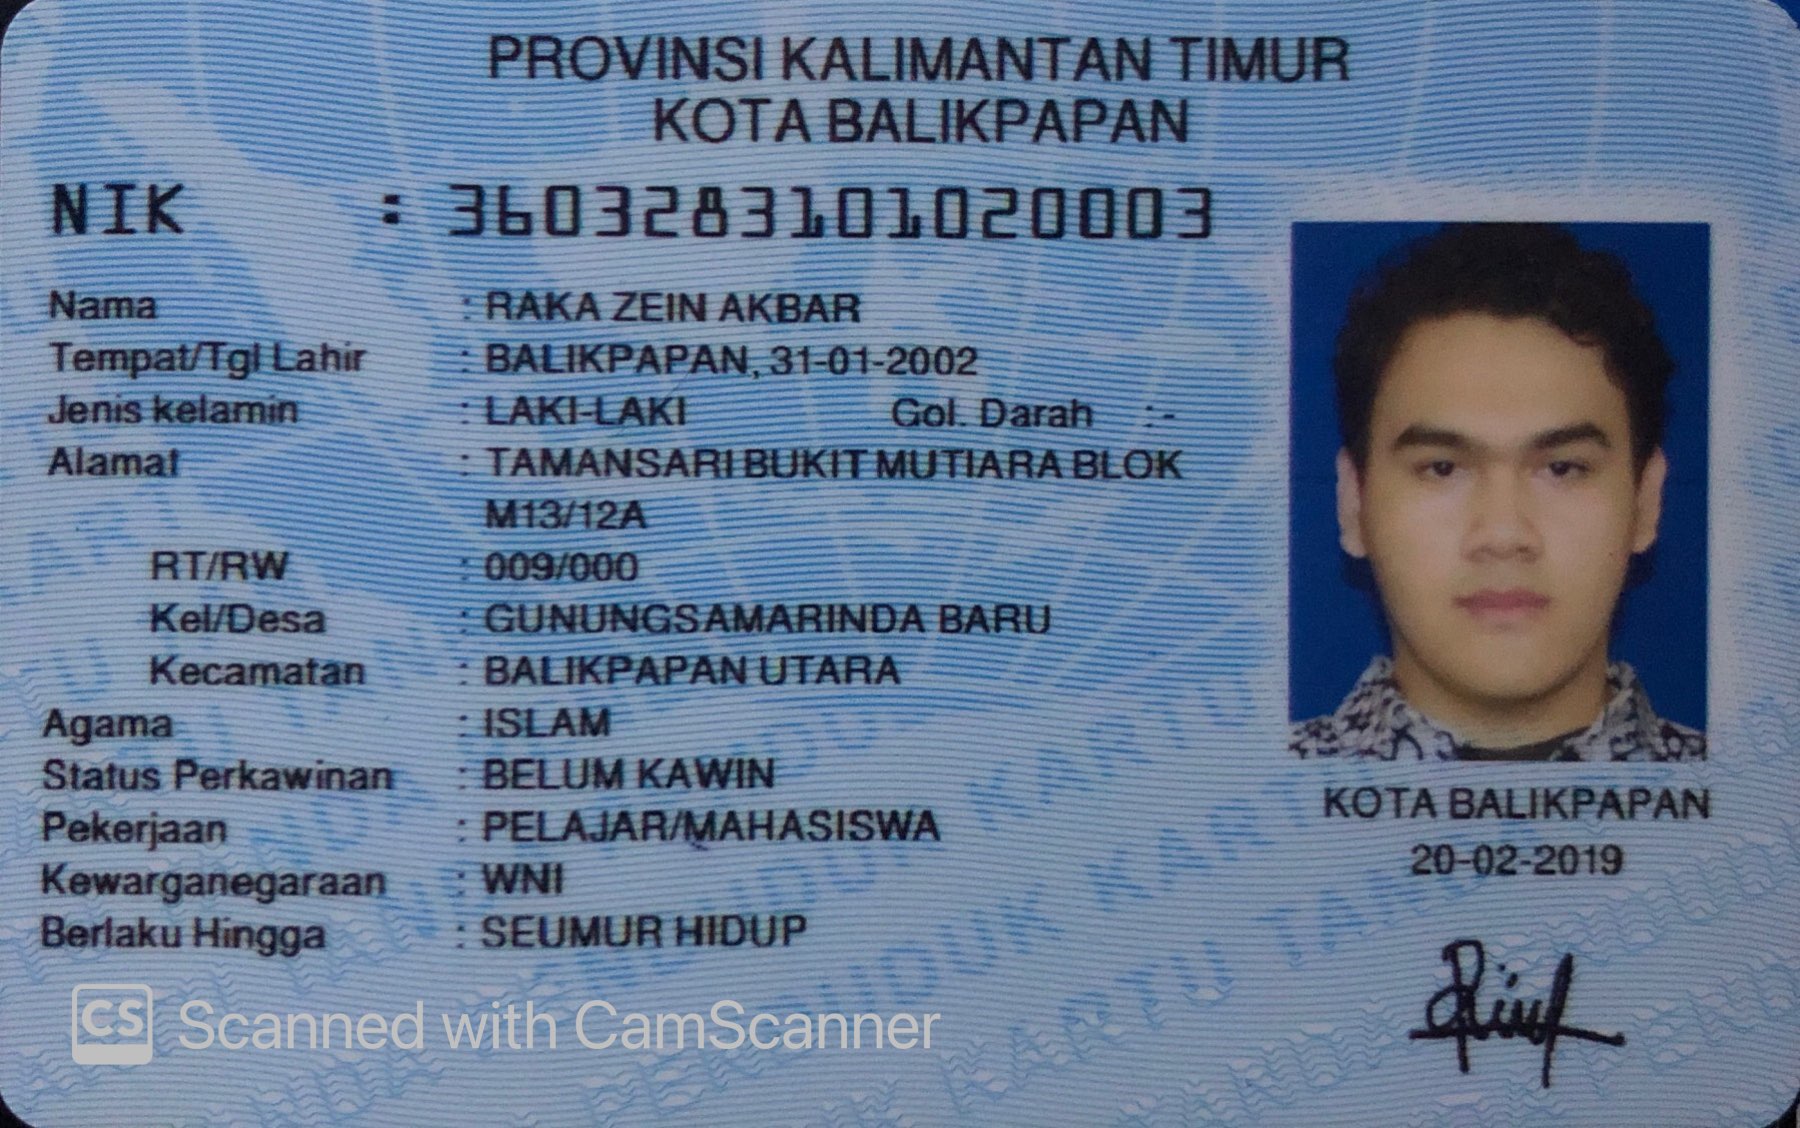 PROVINSI KALIMANTAN TIMUR
KOTA BALIKPAPAN
NIK : 3603283101020003
Nama : RAKA ZEIN AKBAR
Tempat/Tgl Lahir : BALIKPAPAN, 31-01-2002
Jenis kelamin : LAKI-LAKI Gol. Darah : -
Alamat : TAMANSARI BUKIT MUTIARA BLOK
M13/12A
RT/RW : 009/000
Kel/Desa : GUNUNGSAMARINDA BARU
Kecamatan : BALIKPAPAN UTARA
Agama : ISLAM
Status Perkawinan : BELUM KAWIN
Pekerjaan : PELAJAR/MAHASISWA
Kewarganegaraan : WNI
Berlaku Hingga : SEUMUR HIDUP
KOTA BALIKPAPAN
20-02-2019
CS Scanned with CamScanner